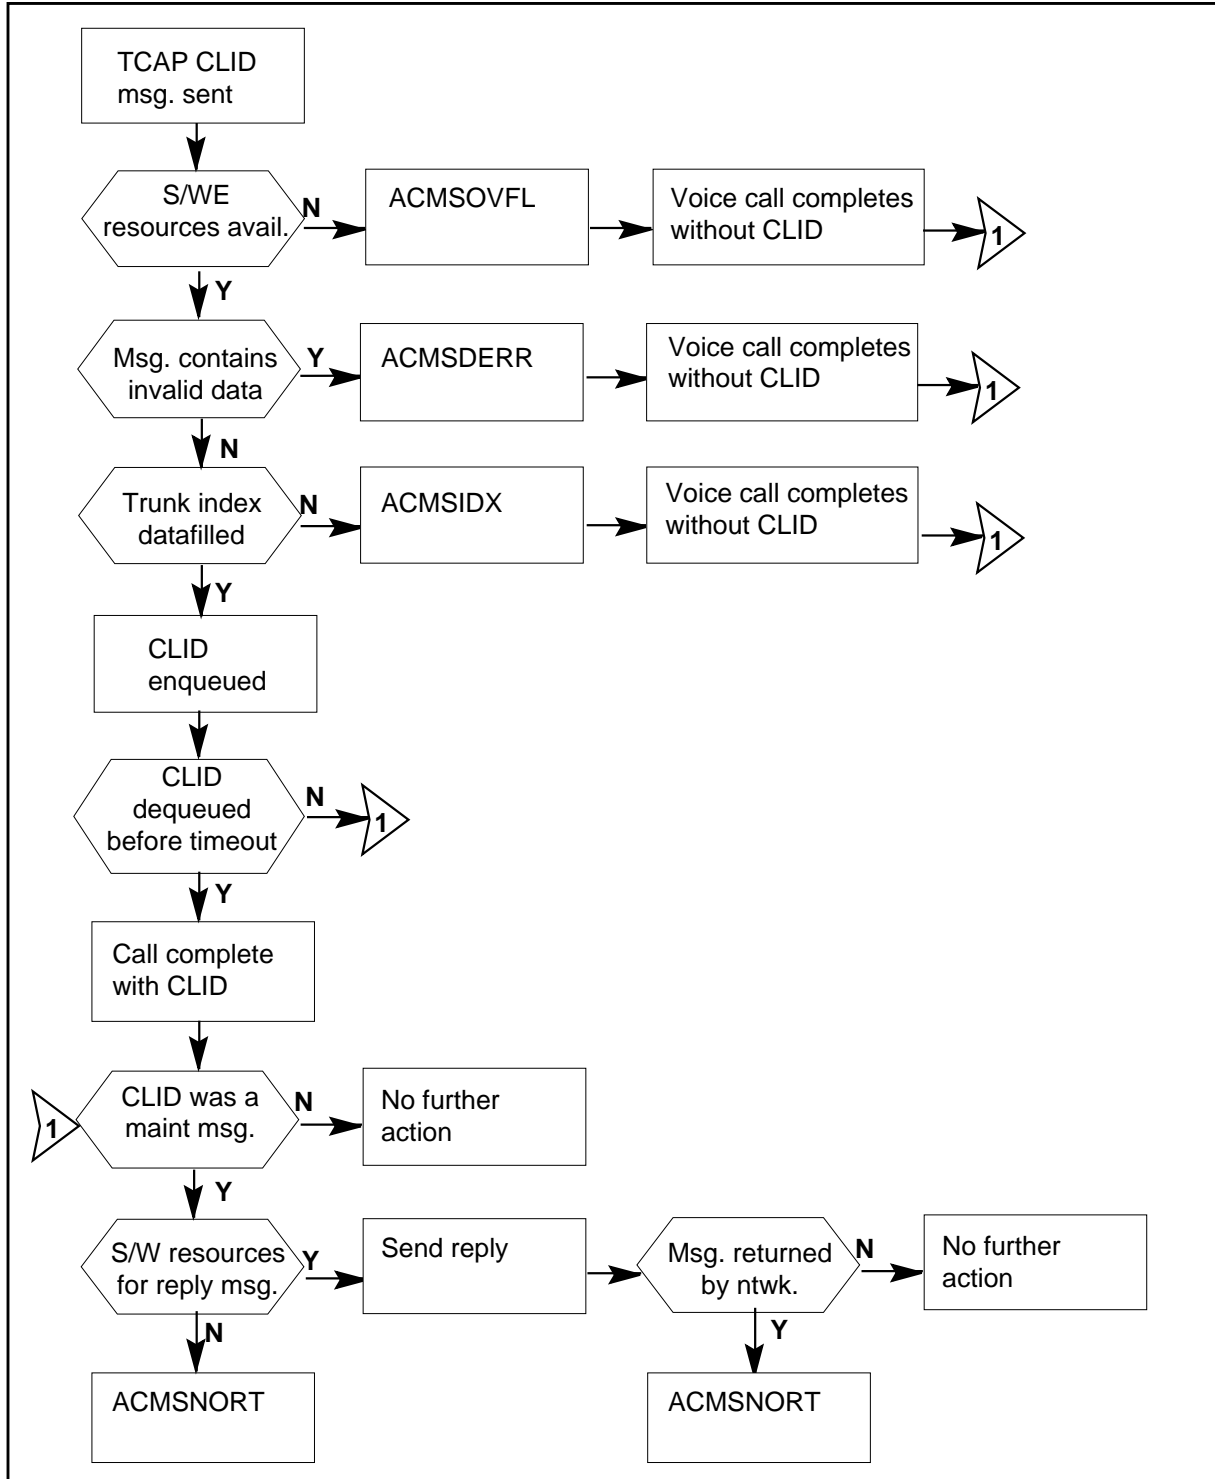 TCAP CLID
msg. sent
S/WE
resources avail.
N
ACMSOVFL
Voice call completes
without CLID
1
Y
Msg. contains
invalid data
Y
ACMSDERR
Voice call completes
without CLID
1
N
Trunk index
datafilled
N
ACMSIDX
Voice call completes
without CLID
1
Y
CLID
enqueued
CLID
dequeued
before timeout
N
1
Y
Call complete
with CLID
1
CLID was a
maint msg.
N
No further
action
Y
S/W resources
for reply msg.
Y
Send reply
Msg. returned
by ntwk.
N
No further
action
N
ACMSNORT
Y
ACMSNORT